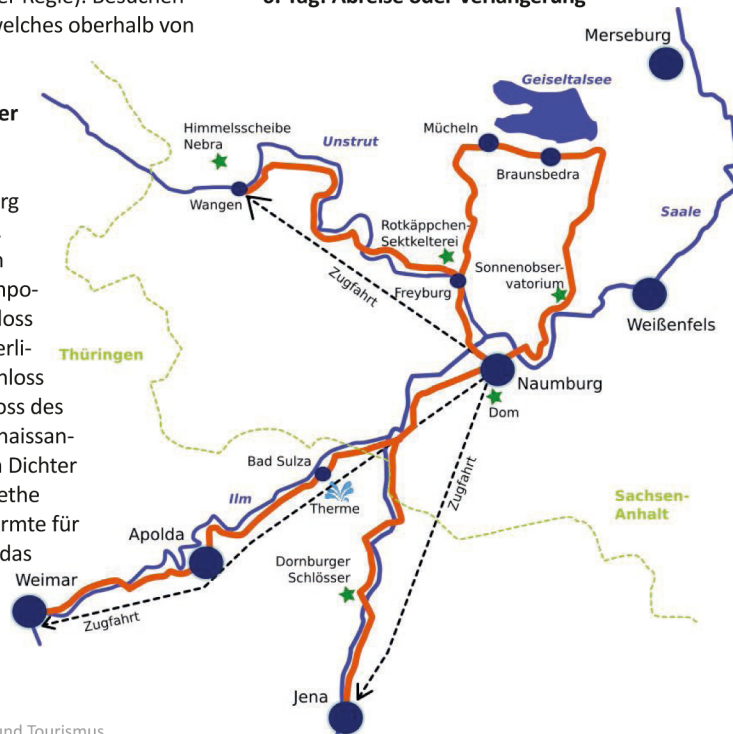 er Regie). Besuchen
welches oberhalb von
er
rg
n
mpo-
loss
erli-
hloss
oss des
naissan-
n Dichter
ethe
rmte für
das
und Tourismus
6. Tag: Abreise oder Verlängerung
Merseburg
Geiseltalsee
Himmelsscheibe
Nebra
Unstrut
Mücheln
Braunsbedra
Wangen
Saale
Rotkäppchen-
Sektkelterei
Sonnenobser-
vatorium
Zugfahrt
Freyburg
Weißenfels
Thüringen
Naumburg
Dom
Bad Sulza
Zugfahrt
Ilm
Therme
Sachsen-
Anhalt
Apolda
Dornburger
Schlösser
Weimar
Zugfahrt
Jena